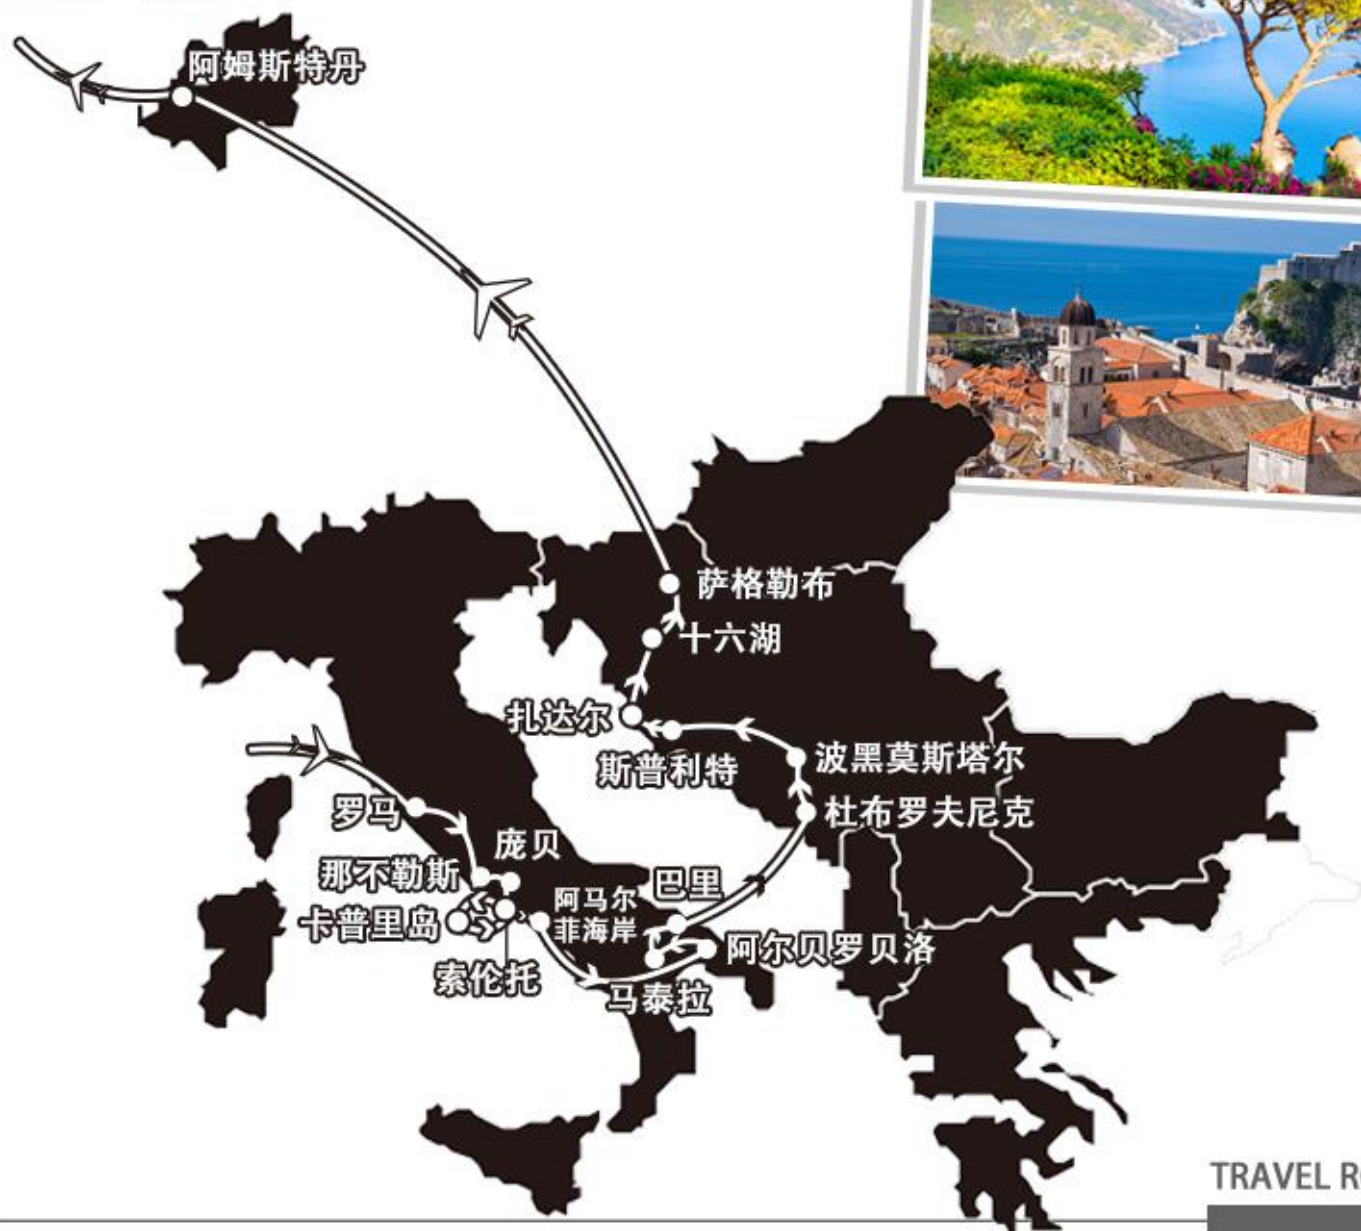 阿姆斯特丹
萨格勒布
十六湖
扎达尔
斯普利特
波黑莫斯塔尔
杜布罗夫尼克
罗马
庞贝
那不勒斯
巴里
阿马尔
菲海岸
卡普里岛
阿尔贝罗贝洛
索伦托
马泰拉
TRAVEL R